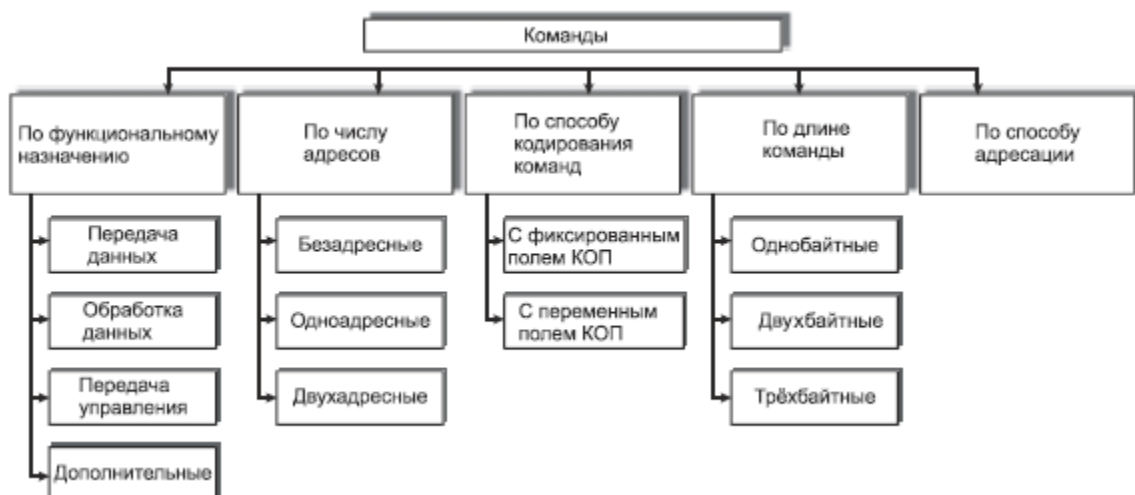 Команды
По функциональному
назначению
По числу
адресов
По способу
кодирования
команд
По длине
команды
По способу
адресации
Передача
данных
Обработка
данных
Передача
управления
Дополнительные
Безадресные
Одноадресные
Двухадресные
С фиксированным
полем КОП
С переменным
полем КОП
Однобайтные
Двухбайтные
Трёхбайтные